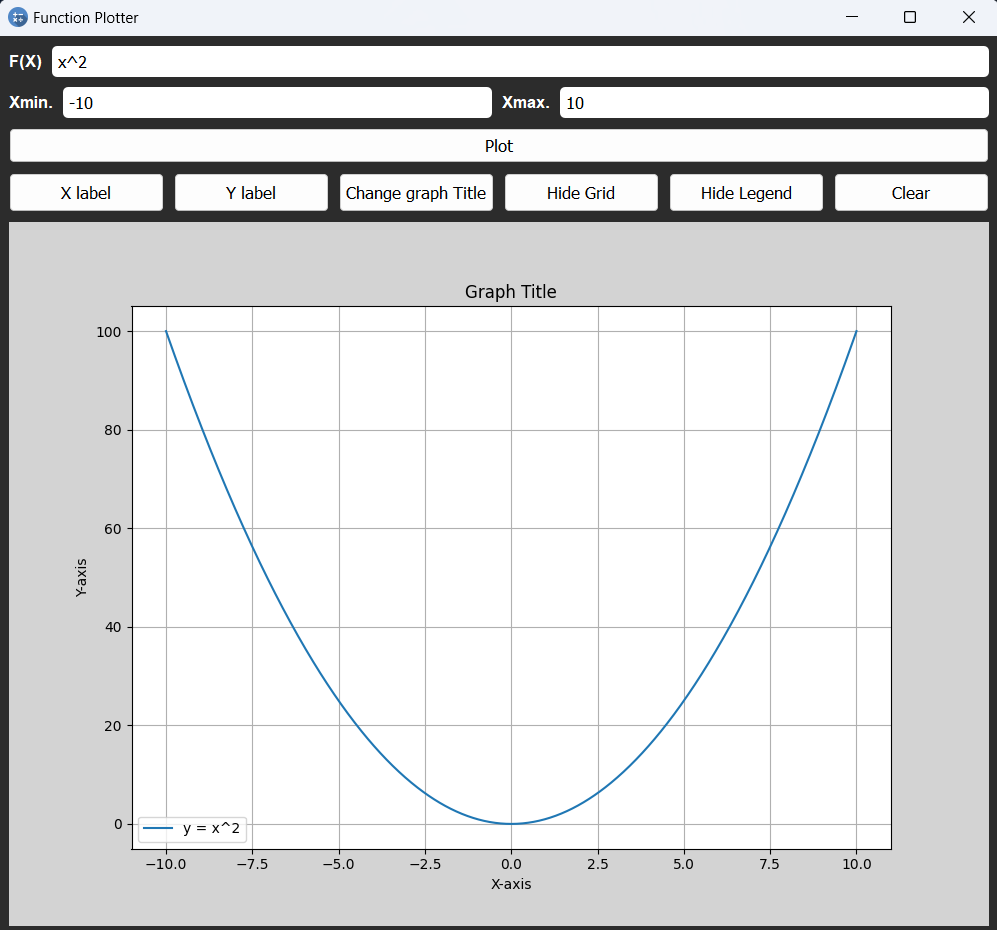 Function Plotter
F(X) x^2
Xmin. -10 Xmax. 10
Plot
X label Y label Change graph Title Hide Grid Hide Legend Clear
Graph Title
100
80
60
40
20
0
Y-axis
y = x^2
−10.0 −7.5 −5.0 −2.5 0.0 2.5 5.0 7.5 10.0
X-axis